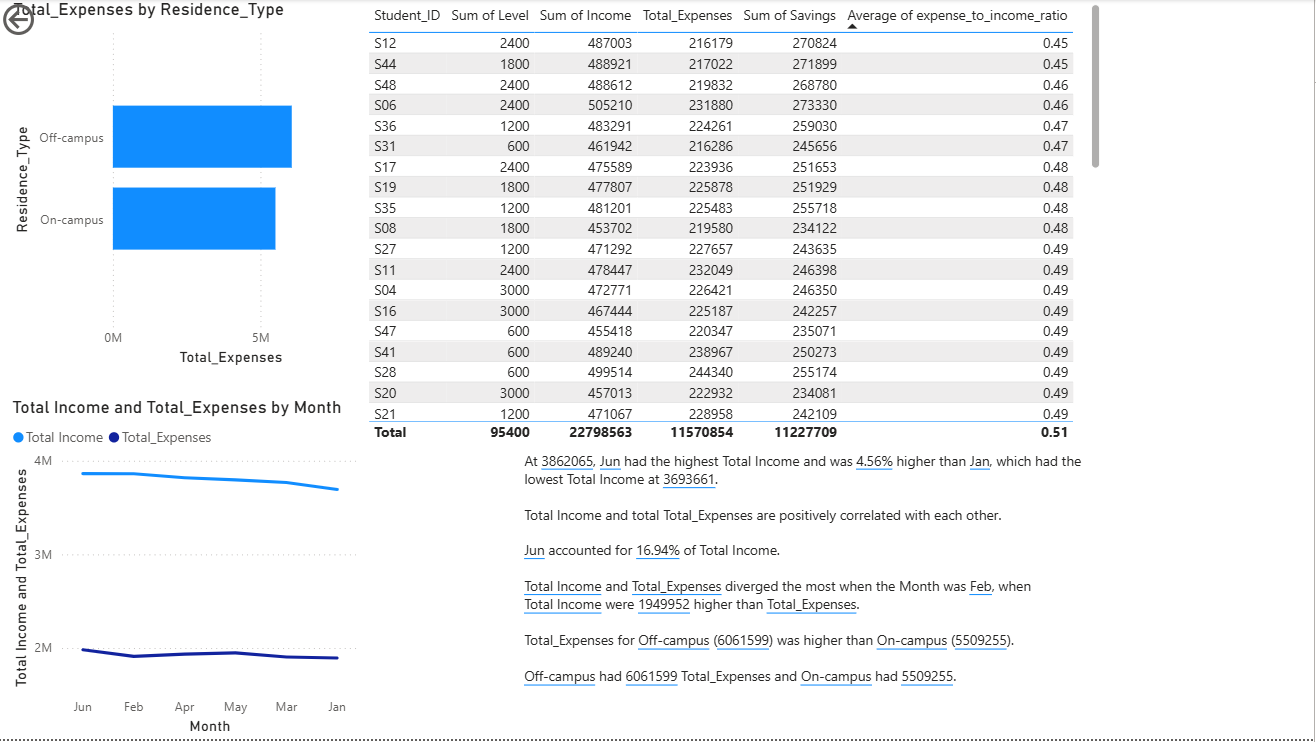 Total_Expenses by Residence_Type
Residence_Type
Off-campus
On-campus
0M 5M
Total_Expenses
Student_ID Sum of Level Sum of Income Total_Expenses Sum of Savings Average of expense_to_income_ratio
S12 2400 487003 216179 270824 0.45
S44 1800 488921 217022 271899 0.45
S48 2400 488612 219832 268780 0.46
S06 2400 505210 231880 273330 0.46
S36 1200 483291 224261 259030 0.47
S31 600 461942 216286 245656 0.47
S17 2400 475589 223936 251653 0.48
S19 1800 477807 225878 251929 0.48
S35 1200 481201 225483 255718 0.48
S08 1800 453702 219580 234122 0.48
S27 1200 471292 227657 243635 0.49
S11 2400 478447 232049 246398 0.49
S04 3000 472771 226421 246350 0.49
S16 3000 467444 225187 242257 0.49
S47 600 455418 220347 235071 0.49
S41 600 489240 238967 250273 0.49
S28 600 499514 244340 255174 0.49
S20 3000 457013 222932 234081 0.49
S21 1200 471067 228958 242109 0.49
Total 95400 22798563 11570854 11227709 0.51
Total Income and Total_Expenses by Month
Total Income Total_Expenses
Total Income and Total_Expenses
4M
3M
2M
Jun Feb Apr May Mar Jan
Month
At 3862065, Jun had the highest Total Income and was 4.56% higher than Jan, which had the
lowest Total Income at 3693661.
Total Income and total Total_Expenses are positively correlated with each other.
Jun accounted for 16.94% of Total Income.
Total Income and Total_Expenses diverged the most when the Month was Feb, when
Total Income were 1949952 higher than Total_Expenses.
Total_Expenses for Off-campus (6061599) was higher than On-campus (5509255).
Off-campus had 6061599 Total_Expenses and On-campus had 5509255.